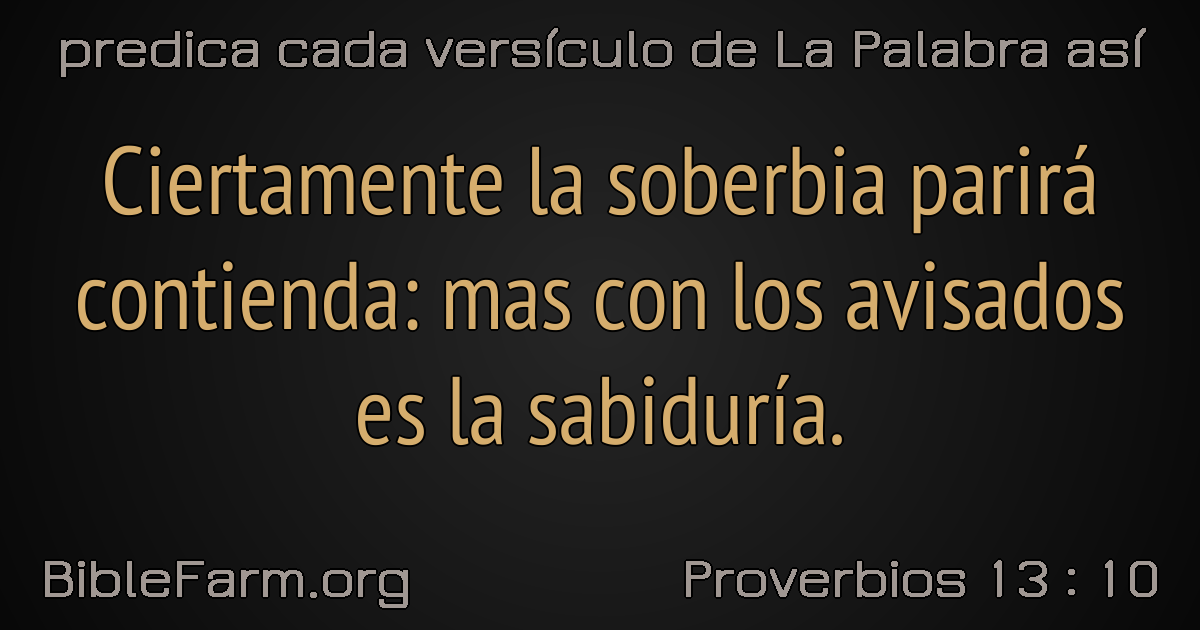 predica cada versículo de La Palabra así
Ciertamente la soberbia parirá
contienda: mas con los avisados
es la sabiduría.
BibleFarm.org
Proverbios 13 : 10